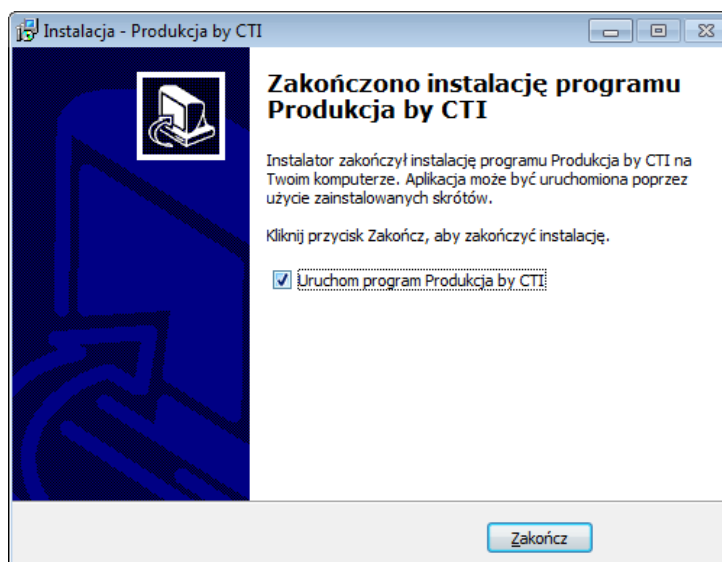 Instalacja - Produkcja by CTI
Zakończono instalację programu
Produkcja by CTI
Instalator zakończył instalację programu Produkcja by CTI na
Twoim komputerze. Aplikacja może być uruchomiona poprzez
użycie zainstalowanych skrótów.
Kliknij przycisk Zakończ, aby zakończyć instalację.
Uruchom program Produkcja by CTI
Zakończ